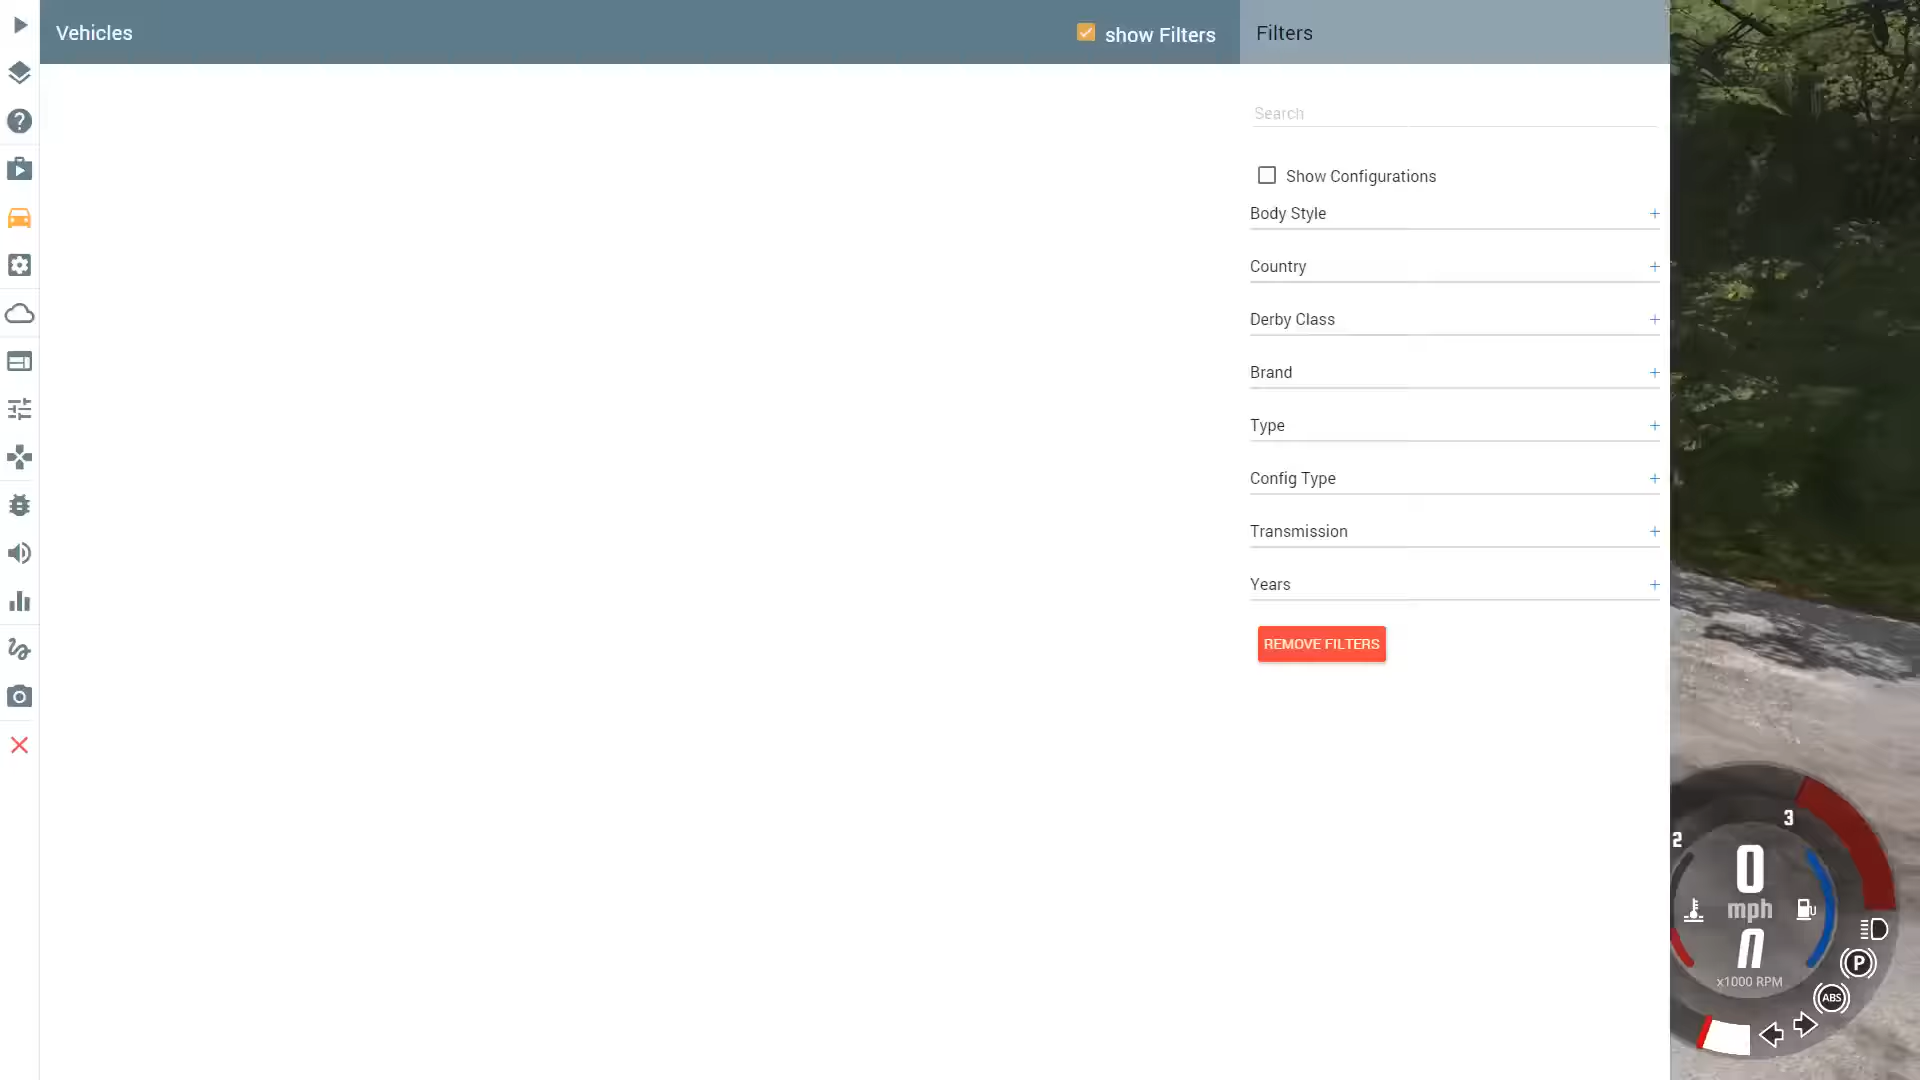 Vehicles
show Filters
Filters
Search
Show Configurations
Body Style
+
Country
+
Derby Class
+
Brand
+
Type
+
Config Type
+
Transmission
+
Years
+
REMOVE FILTERS
2
3
0
mph
n
x1000 RPM
P
ABS